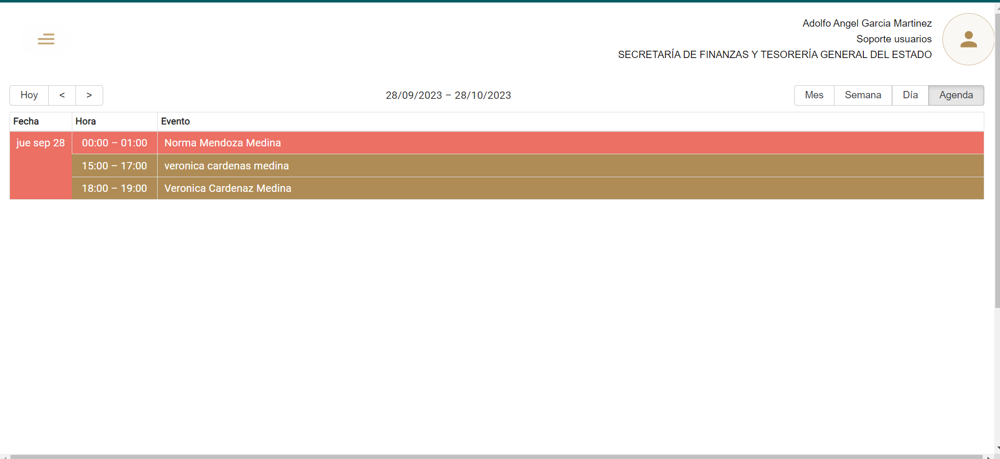 Adolfo Angel Garcia Martinez
Soporte usuarios
SECRETARÍA DE FINANZAS Y TESORERÍA GENERAL DEL ESTADO
Hoy < > 28/09/2023 – 28/10/2023 Mes Semana Día Agenda
Fecha Hora Evento
jue sep 28 00:00 – 01:00 Norma Mendoza Medina
15:00 – 17:00 veronica cardenas medina
18:00 – 19:00 Veronica Cardenaz Medina